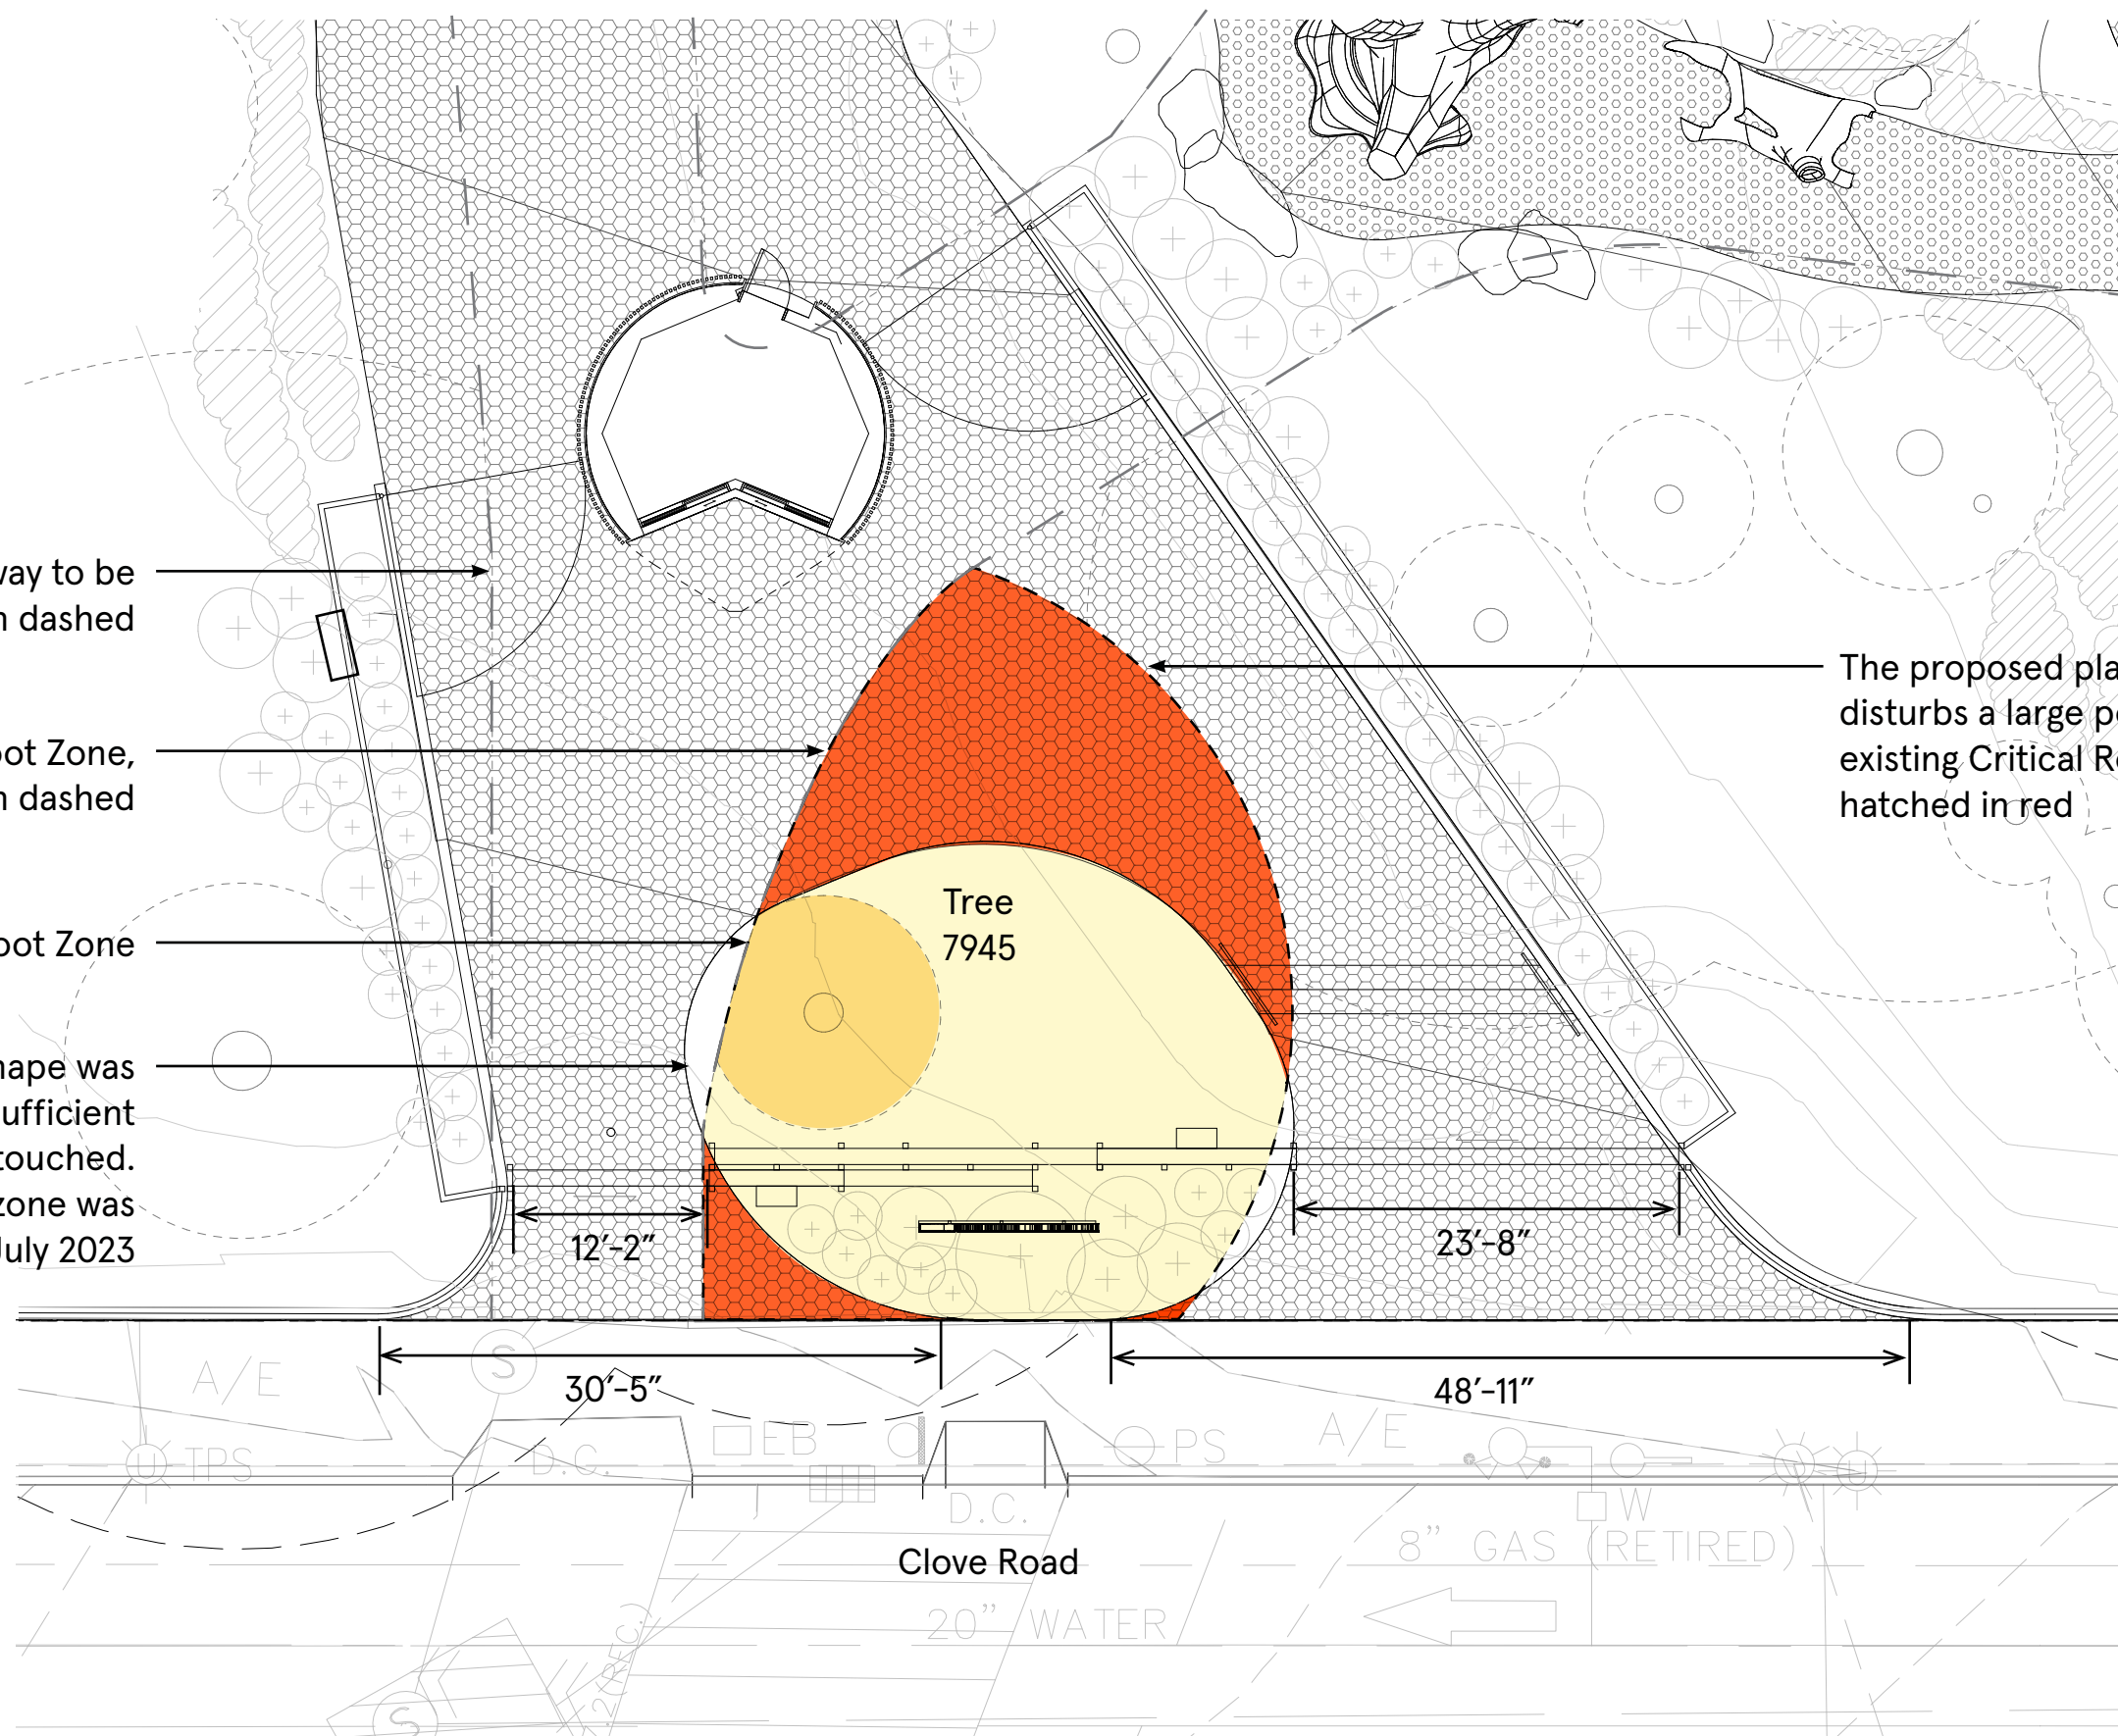 way to be
n dashed
oot Zone,
n dashed
oot Zone
hape was
ufficient
touched.
zone was
July 2023
The proposed pla
disturbs a large p
existing Critical R
hatched in red
Tree
7945
12'-2"
23'-8"
30'-5"
48'-11"
A/E
S
U
TPS
D.C.
EB
PS
A/E
U
U
D.C.
W
8" GAS (RETIRED)
Clove Road
20" WATER
S